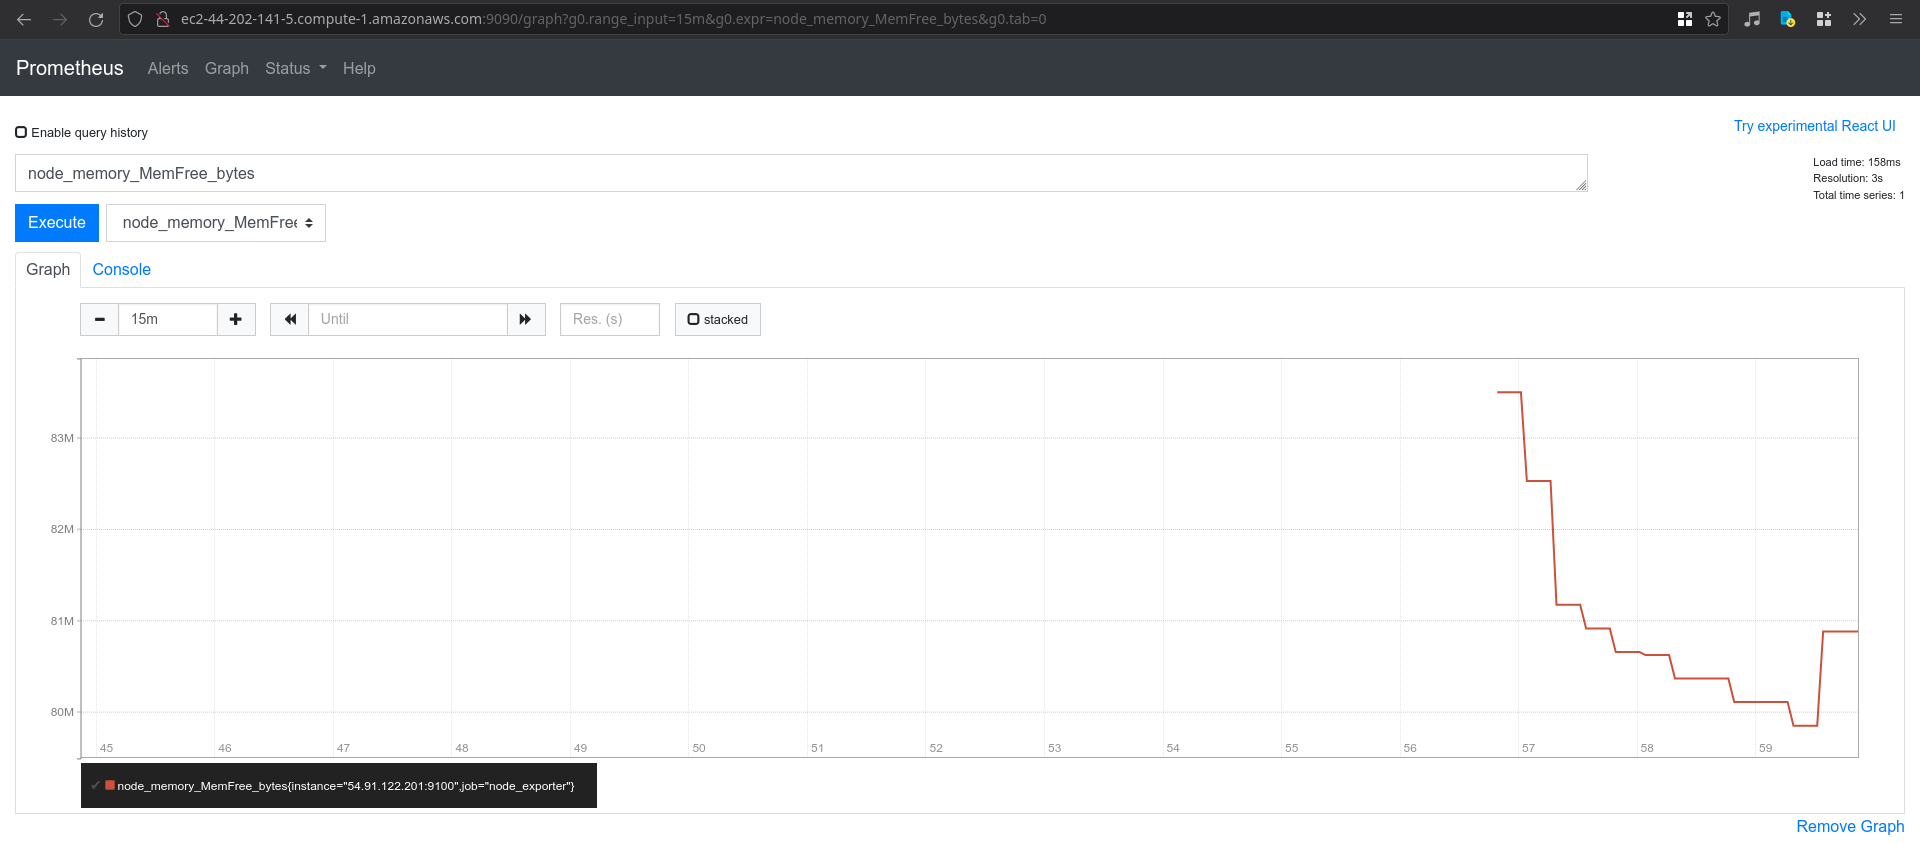 ec2-44-202-141-5.compute-1.amazonaws.com:9090/graph?g0.range_input=15m&g0.expr=node_memory_MemFree_bytes&g0.tab=0
Prometheus Alerts Graph Status Help
Enable query history
Try experimental React UI
node_memory_MemFree_bytes
Load time: 158ms
Resolution: 3s
Total time series: 1
Execute node_memory_MemFree
Graph Console
15m Until Res. (s) stacked
83M
82M
81M
80M
45 46 47 48 49 50 51 52 53 54 55 56 57 58 59
node_memory_MemFree_bytes{instance="54.91.122.201:9100",job="node_exporter"}
Remove Graph